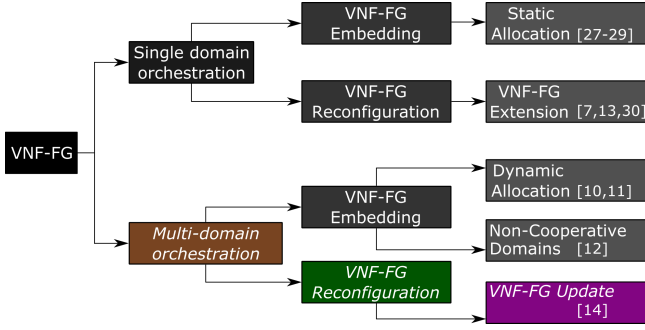 VNF-FG
Single domain
orchestration
VNF-FG
Embedding
Static
Allocation [27-29]
VNF-FG
Reconfiguration
VNF-FG
Extension [7,13,30]
Multi-domain
orchestration
VNF-FG
Embedding
Dynamic
Allocation [10,11]
Non-Cooperative
Domains [12]
VNF-FG
Reconfiguration
VNF-FG Update
[14]